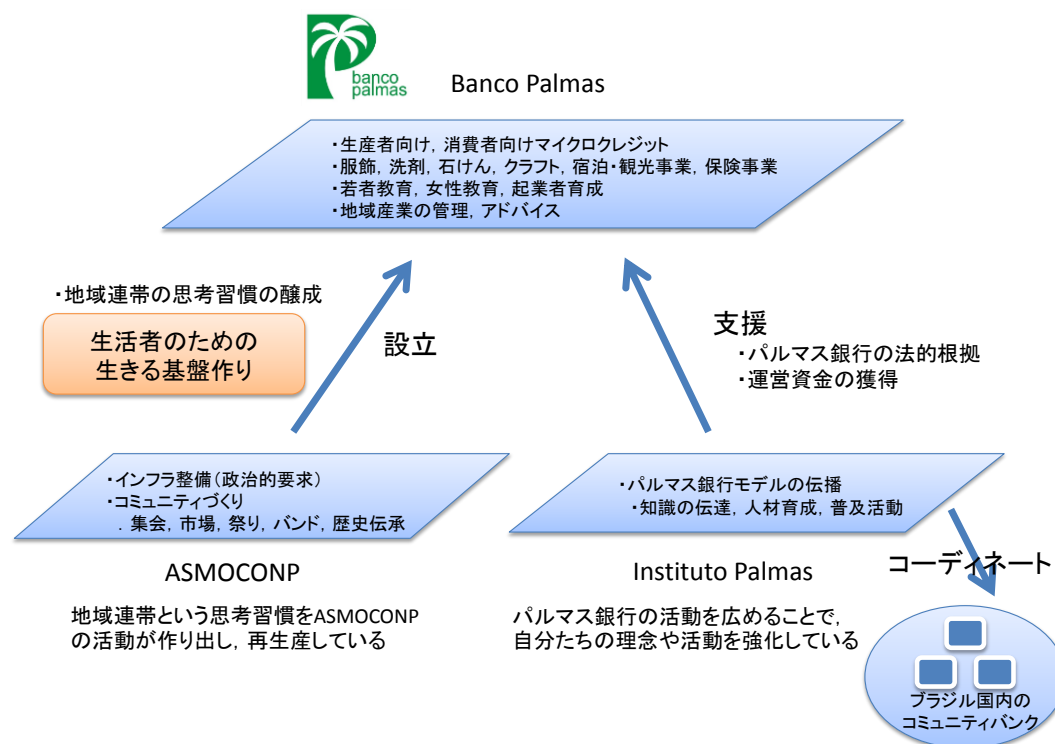 banco
palmas
Banco Palmas
・生産者向け，消費者向けマイクロクレジット
・服飾，洗剤，石けん，クラフト，宿泊・観光事業，保険事業
・若者教育，女性教育，起業者育成
・地域産業の管理，アドバイス
・地域連帯の思考習慣の醸成
生活者のための
生きる基盤作り
設立
支援
・パルマス銀行の法的根拠
・運営資金の獲得
・インフラ整備（政治的要求）
・コミュニティづくり
．集会，市場，祭り，バンド，歴史伝承
・パルマス銀行モデルの伝播
・知識の伝達，人材育成，普及活動
ASMOCONP
Instituto Palmas
コーディネート
地域連帯という思考習慣をASMOCONP
の活動が作り出し，再生産している
パルマス銀行の活動を広めることで，
自分たちの理念や活動を強化している
ブラジル国内の
コミュニティバンク